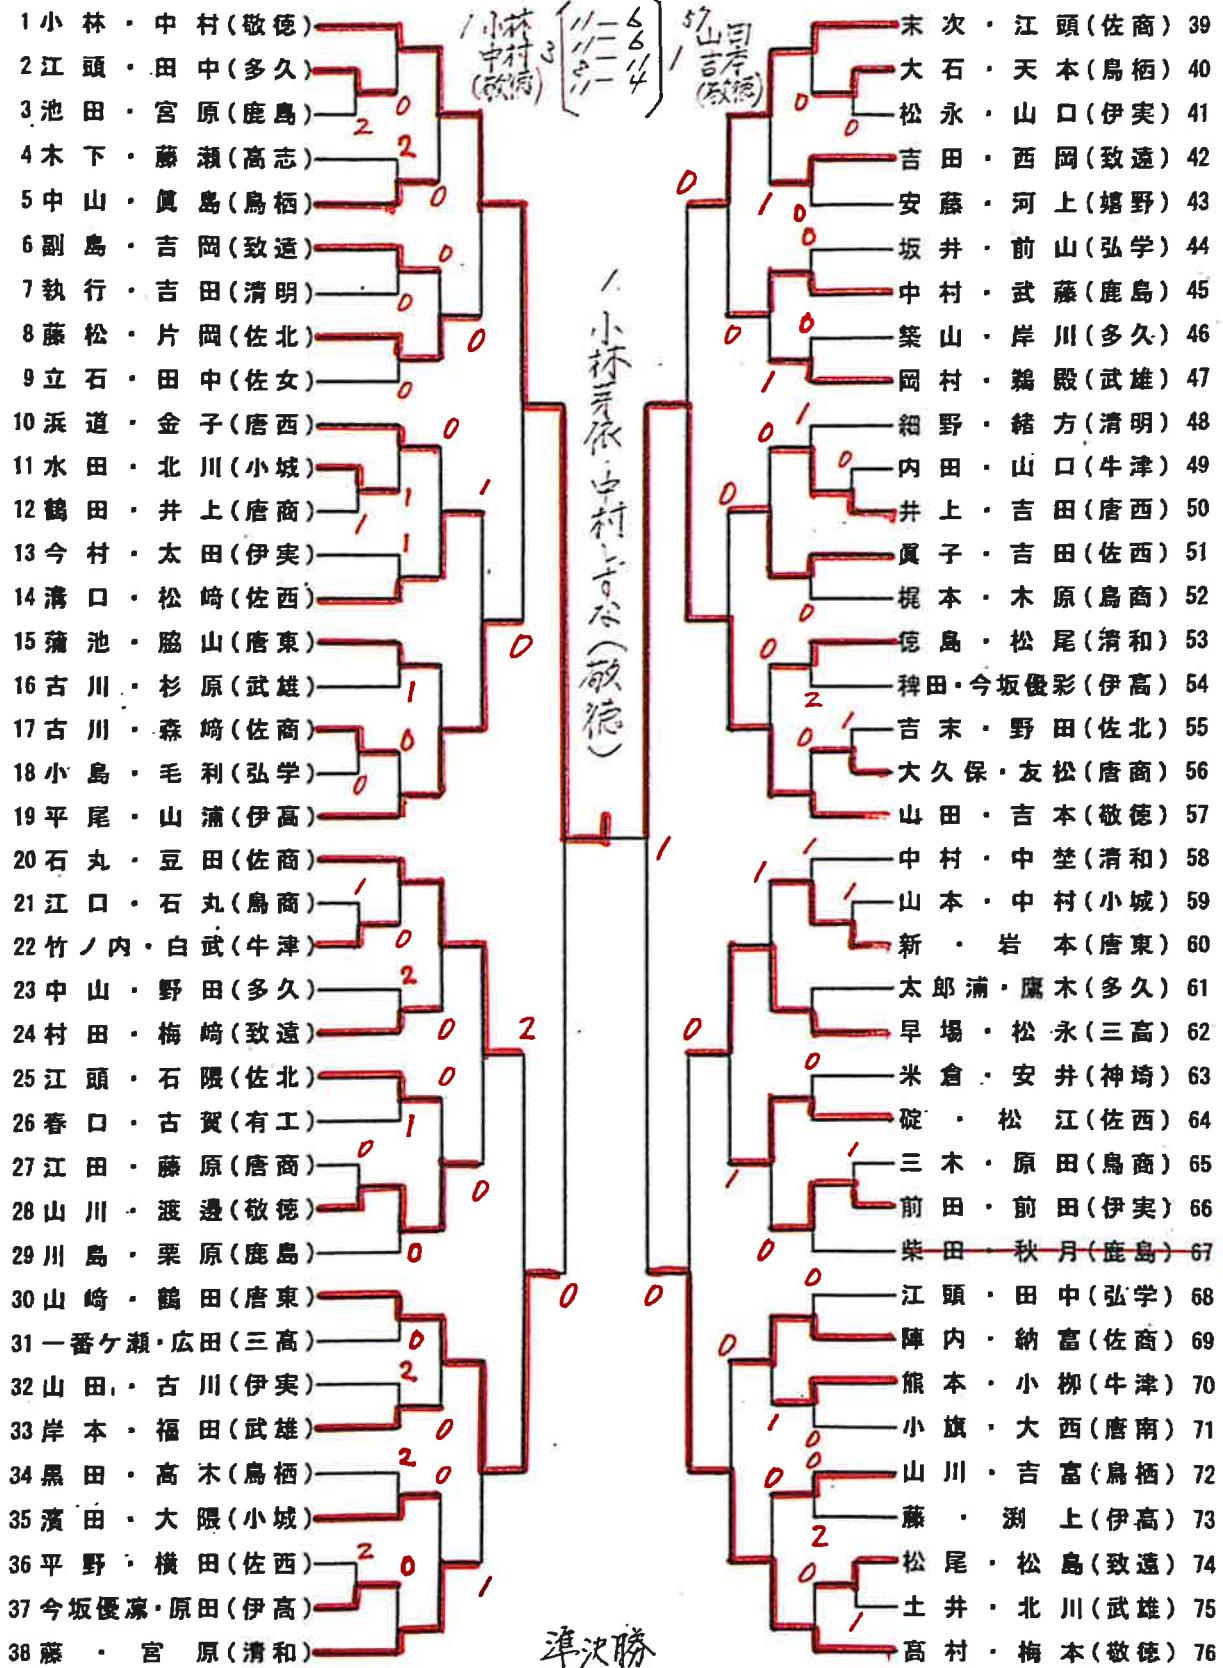 1 小林・中村(敬徳)
2 江頭・田中(多久)
3 池田・宮原(鹿島)
4 木下・藤瀬(高志)
5 中山・眞島(鳥栖)
6 副島・吉岡(致遠)
7 執行・吉田(清明)
8 藤松・片岡(佐北)
9 立石・田中(佐女)
10 浜道・金子(唐西)
11 水田・北川(小城)
12 鶴田・井上(唐商)
13 今村・太田(伊実)
14 溝口・松﨑(佐西)
15 蒲池・脇山(唐東)
16 古川・杉原(武雄)
17 古川・森﨑(佐商)
18 小島・毛利(弘学)
19 平尾・山浦(伊高)
20 石丸・豆田(佐商)
21 江口・石丸(鳥商)
22 竹ノ内・白武(牛津)
23 中山・野田(多久)
24 村田・梅﨑(致遠)
25 江頭・石隈(佐北)
26 春口・古賀(有工)
27 江田・藤原(唐商)
28 山川・渡邉(敬徳)
29 川島・栗原(鹿島)
30 山﨑・鶴田(唐東)
31 一番ケ瀬・広田(三高)
32 山田・古川(伊実)
33 岸本・福田(武雄)
34 黒田・高木(鳥栖)
35 濱田・大隈(小城)
36 平野・横田(佐西)
37 今坂優凛・原田(伊高)
38 藤・宮原(清和)
1 小林 中村 (敬徳) 3
11―6
11―6
8―11
11―4
1 57 山田 吉本 (敬徳)
1. 小林芽依・中村 (敬徳)
準決勝
末次・江頭(佐商) 39
大石・天本(鳥栖) 40
松永・山口(伊実) 41
吉田・西岡(致遠) 42
安藤・河上(嬉野) 43
坂井・前山(弘学) 44
中村・武藤(鹿島) 45
築山・岸川(多久) 46
岡村・鵜殿(武雄) 47
細野・緒方(清明) 48
内田・山口(牛津) 49
井上・吉田(唐西) 50
眞子・吉田(佐西) 51
梶本・木原(鳥商) 52
徳島・松尾(清和) 53
稗田・今坂優彩(伊高) 54
吉末・野田(佐北) 55
大久保・友松(唐商) 56
山田・吉本(敬徳) 57
中村・中埜(清和) 58
山本・中村(小城) 59
新・岩本(唐東) 60
太郎浦・鷹木(多久) 61
早場・松永(三高) 62
米倉・安井(神埼) 63
碇・松江(佐西) 64
三木・原田(鳥商) 65
前田・前田(伊実) 66
柴田・秋月(鹿島) 67
江頭・田中(弘学) 68
陣内・納富(佐商) 69
熊本・小栁(牛津) 70
小旗・大西(唐南) 71
山川・吉富(鳥栖) 72
藤・渕上(伊高) 73
松尾・松島(致遠) 74
土井・北川(武雄) 75
高村・梅本(敬徳) 76